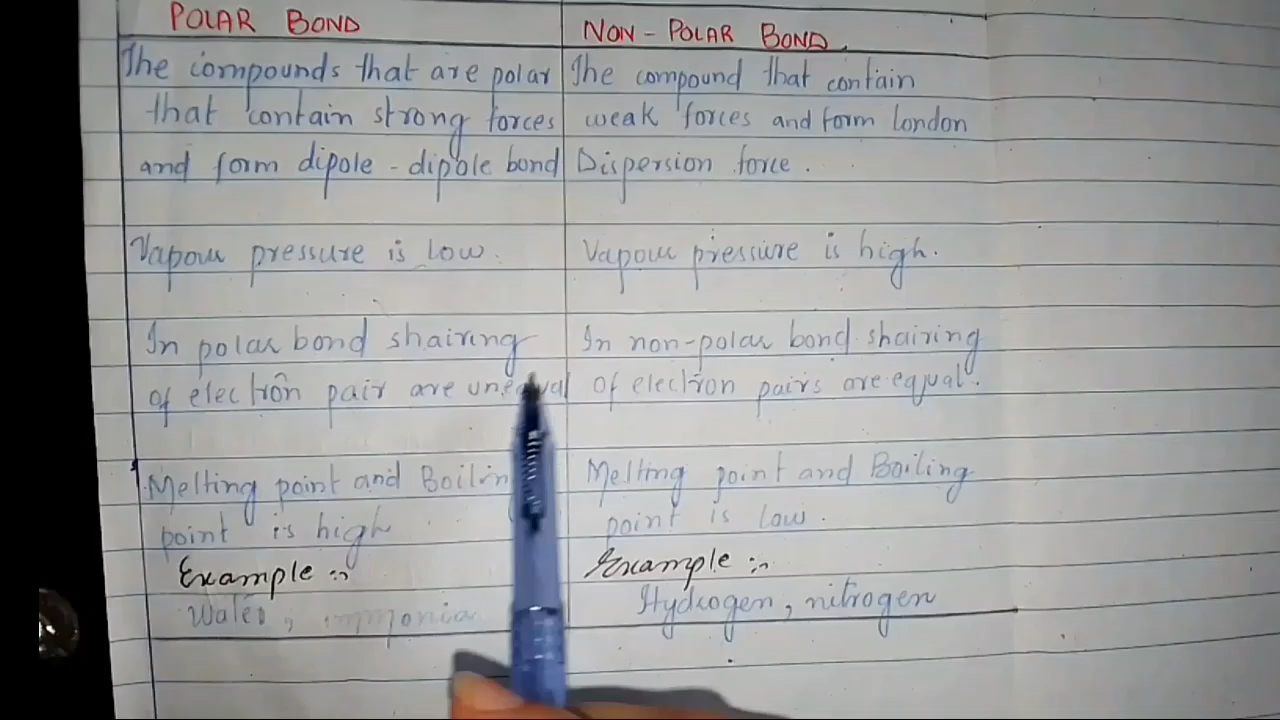 POLAR BOND
The compounds that are polar
that contain strong forces
and form dipole - dipole bond
Vapour pressure is low.
In polar bond shairing
of electron pair are unequal
Melting point and
point is high
Example :-
Water, ammonia
NON-POLAR BOND.
The compound that contain
weak forces and form london
Dispersion force.
Vapour pressure is high.
In non-polar bond shairing
of electron pairs are equal.
Melting point and Boiling
point is low.
Example :-
Hydrogen, nitrogen